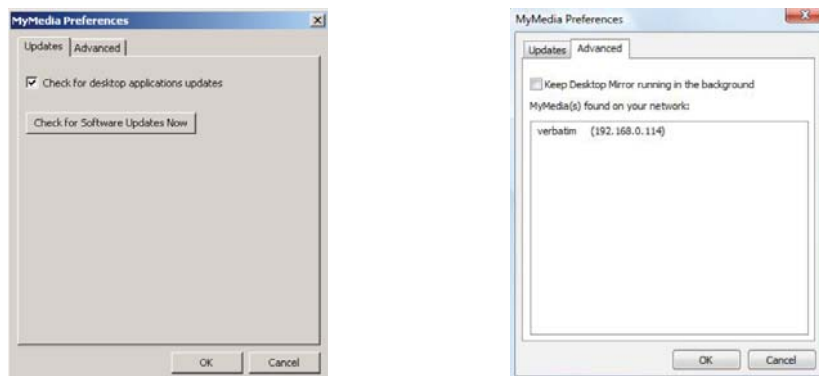 MyMedia Preferences
Updates
Advanced
Check for desktop applications updates
Check for Software Updates Now
OK
Cancel
MyMedia Preferences
Updates
Advanced
Keep Desktop Mirror running in the background
MyMedia(s) found on your network:
verbatim (192.168.0.114)
OK
Cancel